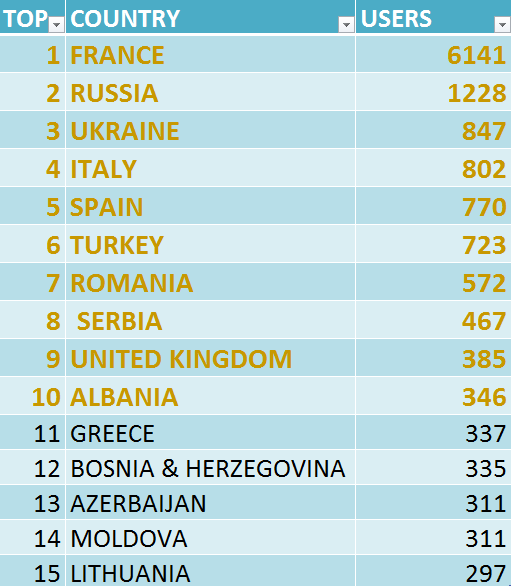 TOP COUNTRY USERS
1 FRANCE 6141
2 RUSSIA 1228
3 UKRAINE 847
4 ITALY 802
5 SPAIN 770
6 TURKEY 723
7 ROMANIA 572
8 SERBIA 467
9 UNITED KINGDOM 385
10 ALBANIA 346
11 GREECE 337
12 BOSNIA & HERZEGOVINA 335
13 AZERBAIJAN 311
14 MOLDOVA 311
15 LITHUANIA 297